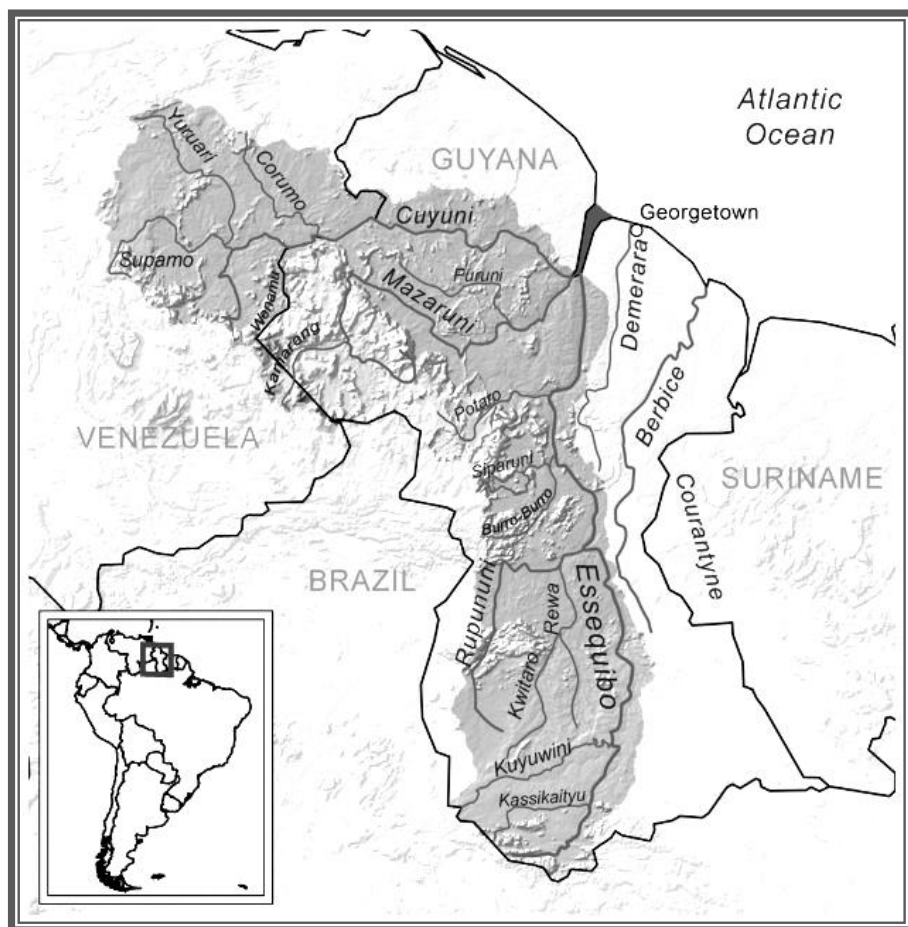 Atlantic
Ocean
GUYANA
Yuruari
Corumo
Cuyuni
Georgetown
Supamo
Wenamu
Puruni
Mazaruni
Demerara
Kamarang
Potaro
Berbice
VENEZUELA
Siparuni
SURINAME
Burro-Burro
Courantyne
BRAZIL
Rupununi
Rewa
Essequibo
Kwitaro
Kuyuwini
Kassikaityu